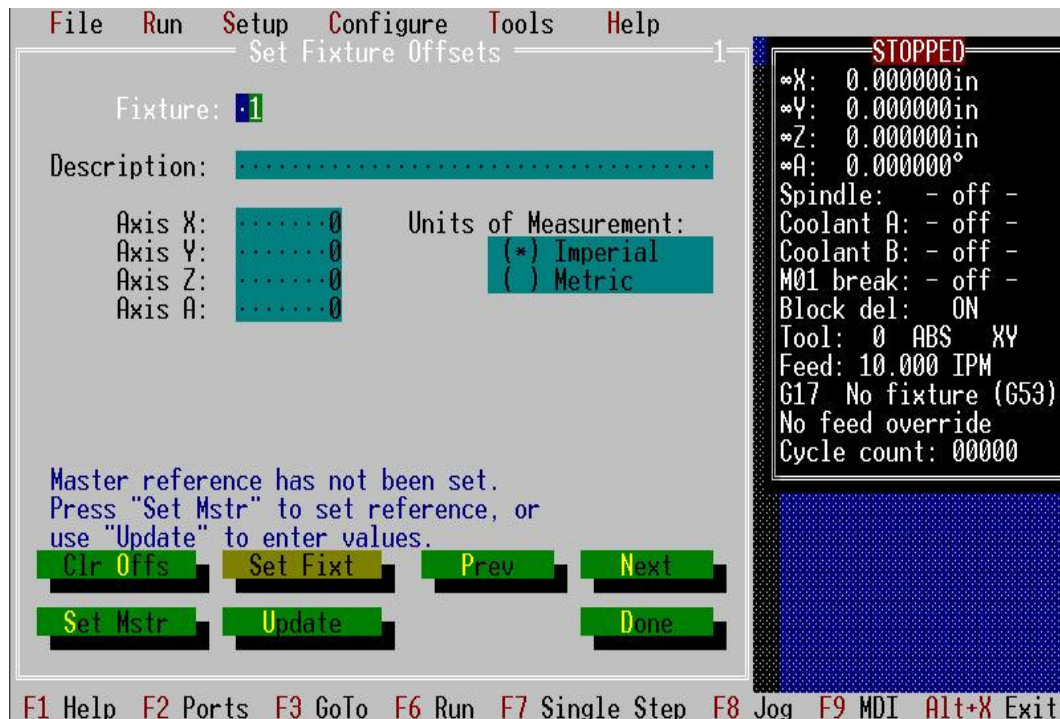 File Run Setup Configure Tools Help
Set Fixture Offsets 1
Fixture: 1
Description:
Axis X: 0
Axis Y: 0
Axis Z: 0
Axis A: 0
Units of Measurement:
(*) Imperial
( ) Metric
Master reference has not been set.
Press "Set Mstr" to set reference, or
use "Update" to enter values.
Clr Offs Set Fixt Prev Next
Set Mstr Update Done
STOPPED
∞X: 0.000000in
∞Y: 0.000000in
∞Z: 0.000000in
∞A: 0.000000°
Spindle: - off -
Coolant A: - off -
Coolant B: - off -
M01 break: - off -
Block del: ON
Tool: 0 ABS XY
Feed: 10.000 IPM
G17 No fixture (G53)
No feed override
Cycle count: 00000
F1 Help F2 Ports F3 GoTo F6 Run F7 Single Step F8 Jog F9 MDI Alt+X Exit